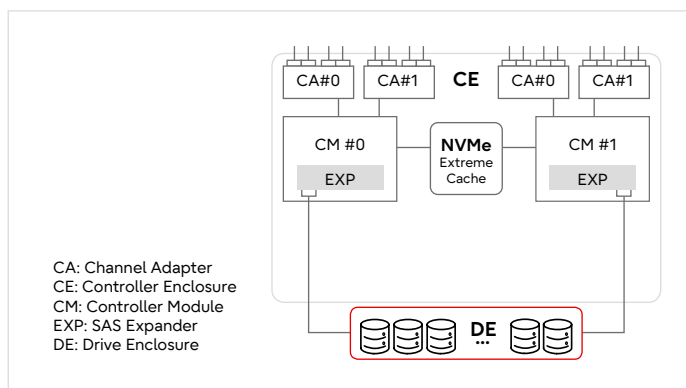 CA#0
CA#1
CE
CA#0
CA#1
CM #0
NVMe
Extreme
Cache
CM #1
EXP
EXP
CA: Channel Adapter
CE: Controller Enclosure
CM: Controller Module
EXP: SAS Expander
DE: Drive Enclosure
DE
...